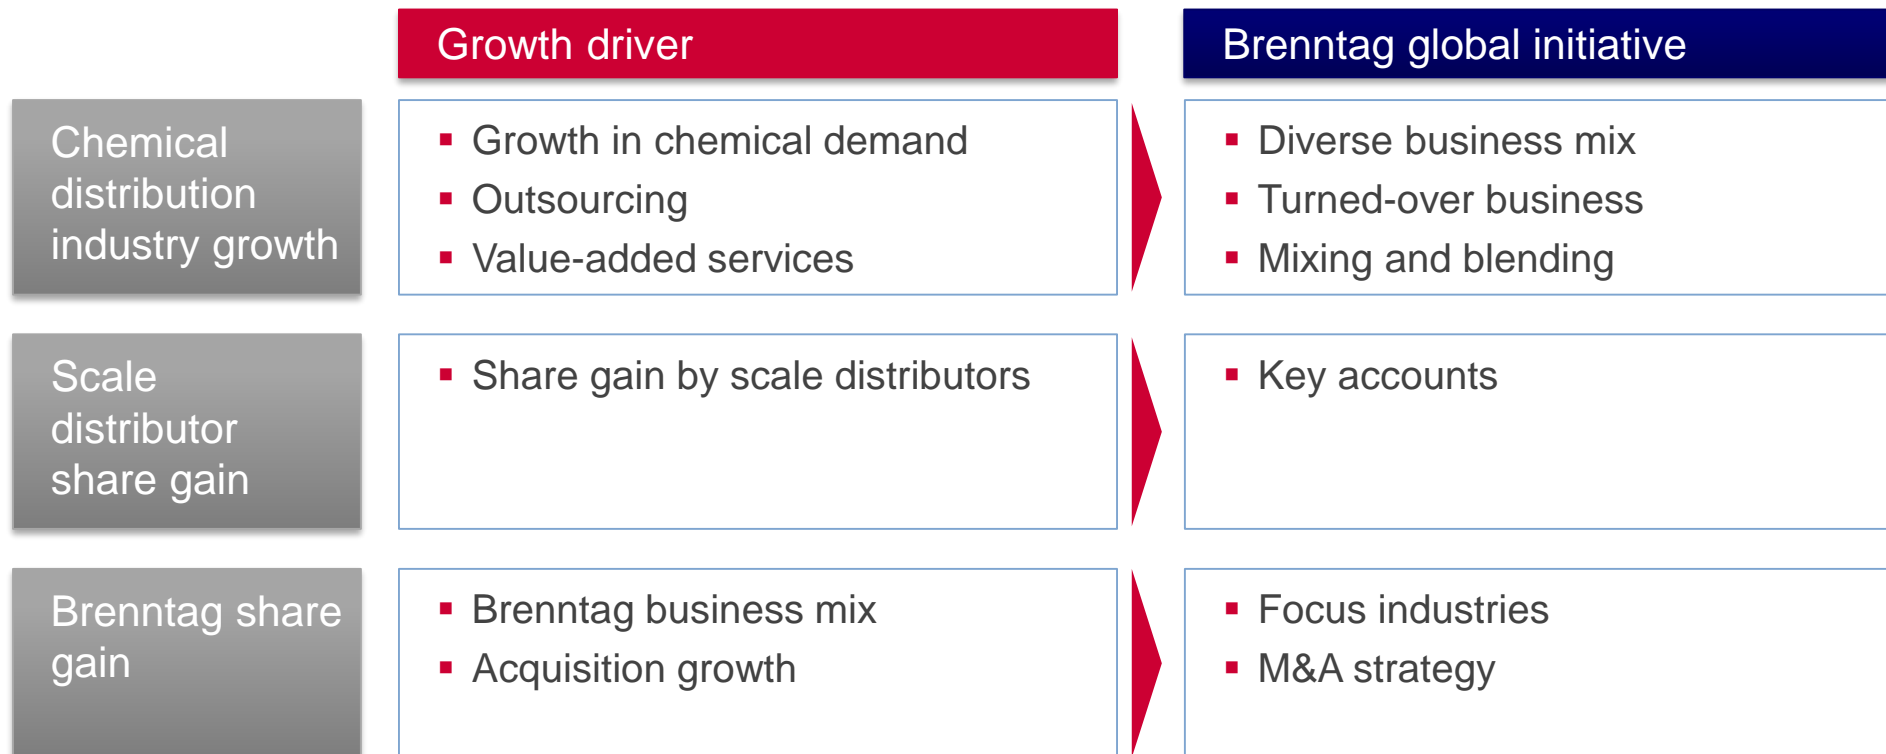 Growth driver
Brenntag global initiative
Chemical
distribution
industry growth
▪ Growth in chemical demand
▪ Outsourcing
▪ Value-added services
▪ Diverse business mix
▪ Turned-over business
▪ Mixing and blending
Scale
distributor
share gain
▪ Share gain by scale distributors
▪ Key accounts
Brenntag share
gain
▪ Brenntag business mix
▪ Acquisition growth
▪ Focus industries
▪ M&A strategy